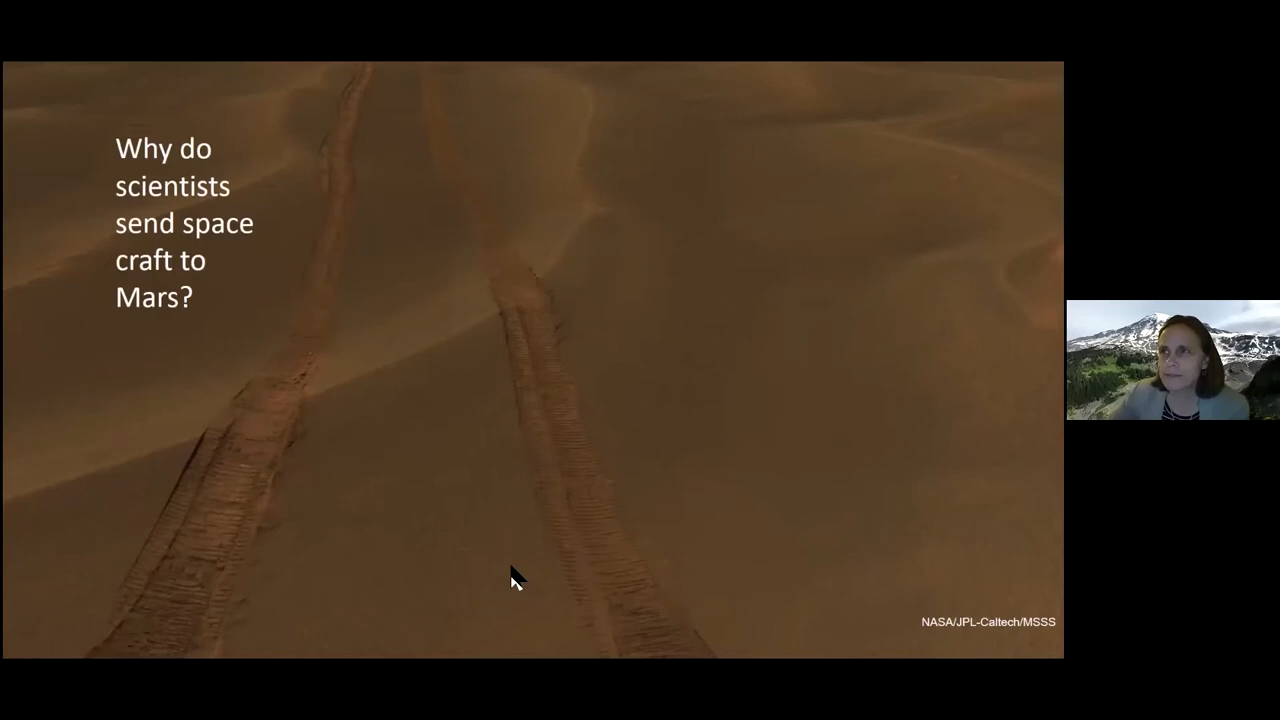 Why do
scientists
send space
craft to
Mars?
NASA/JPL-Caltech/MSSS